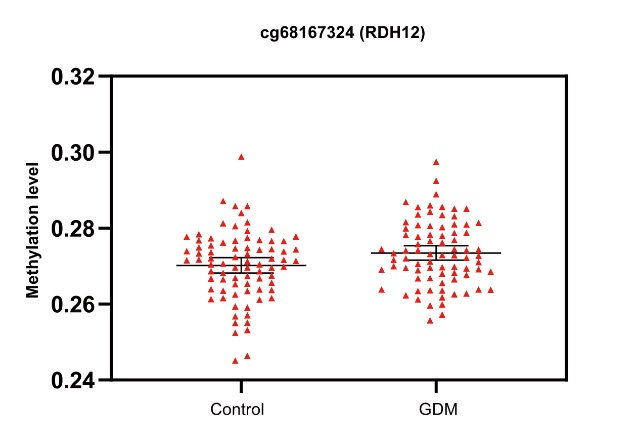 cg68167324 (RDH12)
0.32
0.30
0.28
0.26
0.24
Methylation level
Control
GDM